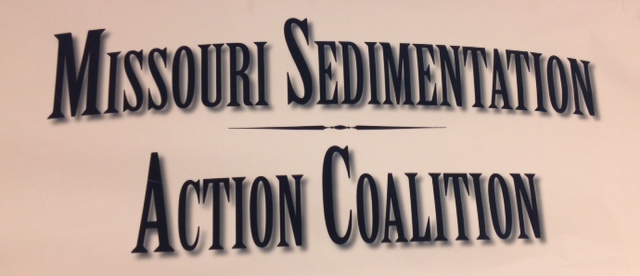 Missouri Sedimentation
Action Coalition